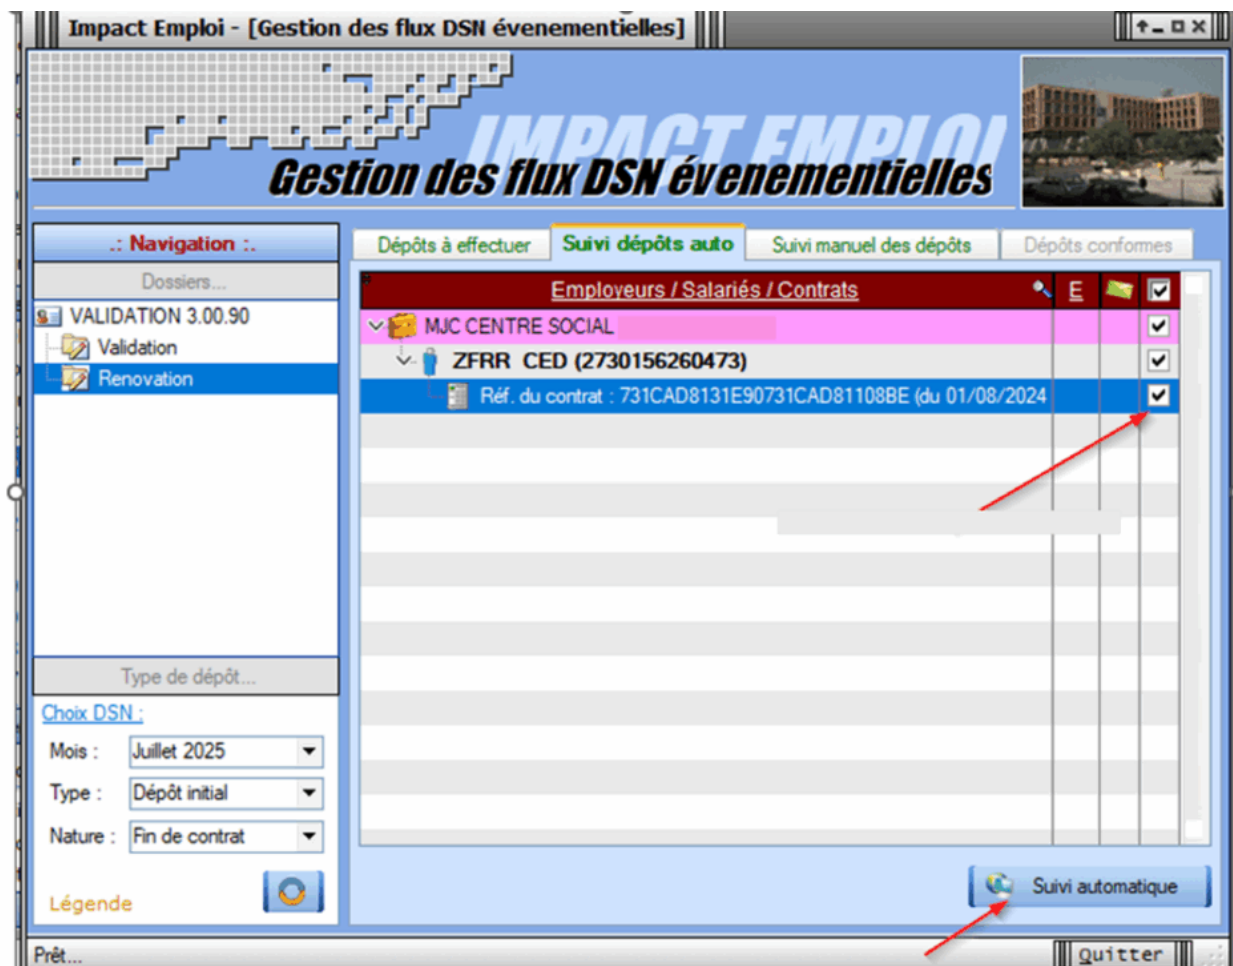 Impact Emploi - [Gestion des flux DSN évenementielles]
IMPACT EMPLOI
Gestion des flux DSN évenementielles
.: Navigation :.
Dossiers...
VALIDATION 3.00.90
Validation
Renovation
Type de dépôt...
Choix DSN :
Mois : Juillet 2025
Type : Dépôt initial
Nature : Fin de contrat
Légende
Dépôts à effectuer Suivi dépôts auto Suivi manuel des dépôts Dépôts conformes
Employeurs / Salariés / Contrats E
MJC CENTRE SOCIAL
ZFRR CED (2730156260473)
Réf. du contrat : 731CAD8131E90731CAD81108BE (du 01/08/2024
Suivi automatique
Prêt...
Quitter